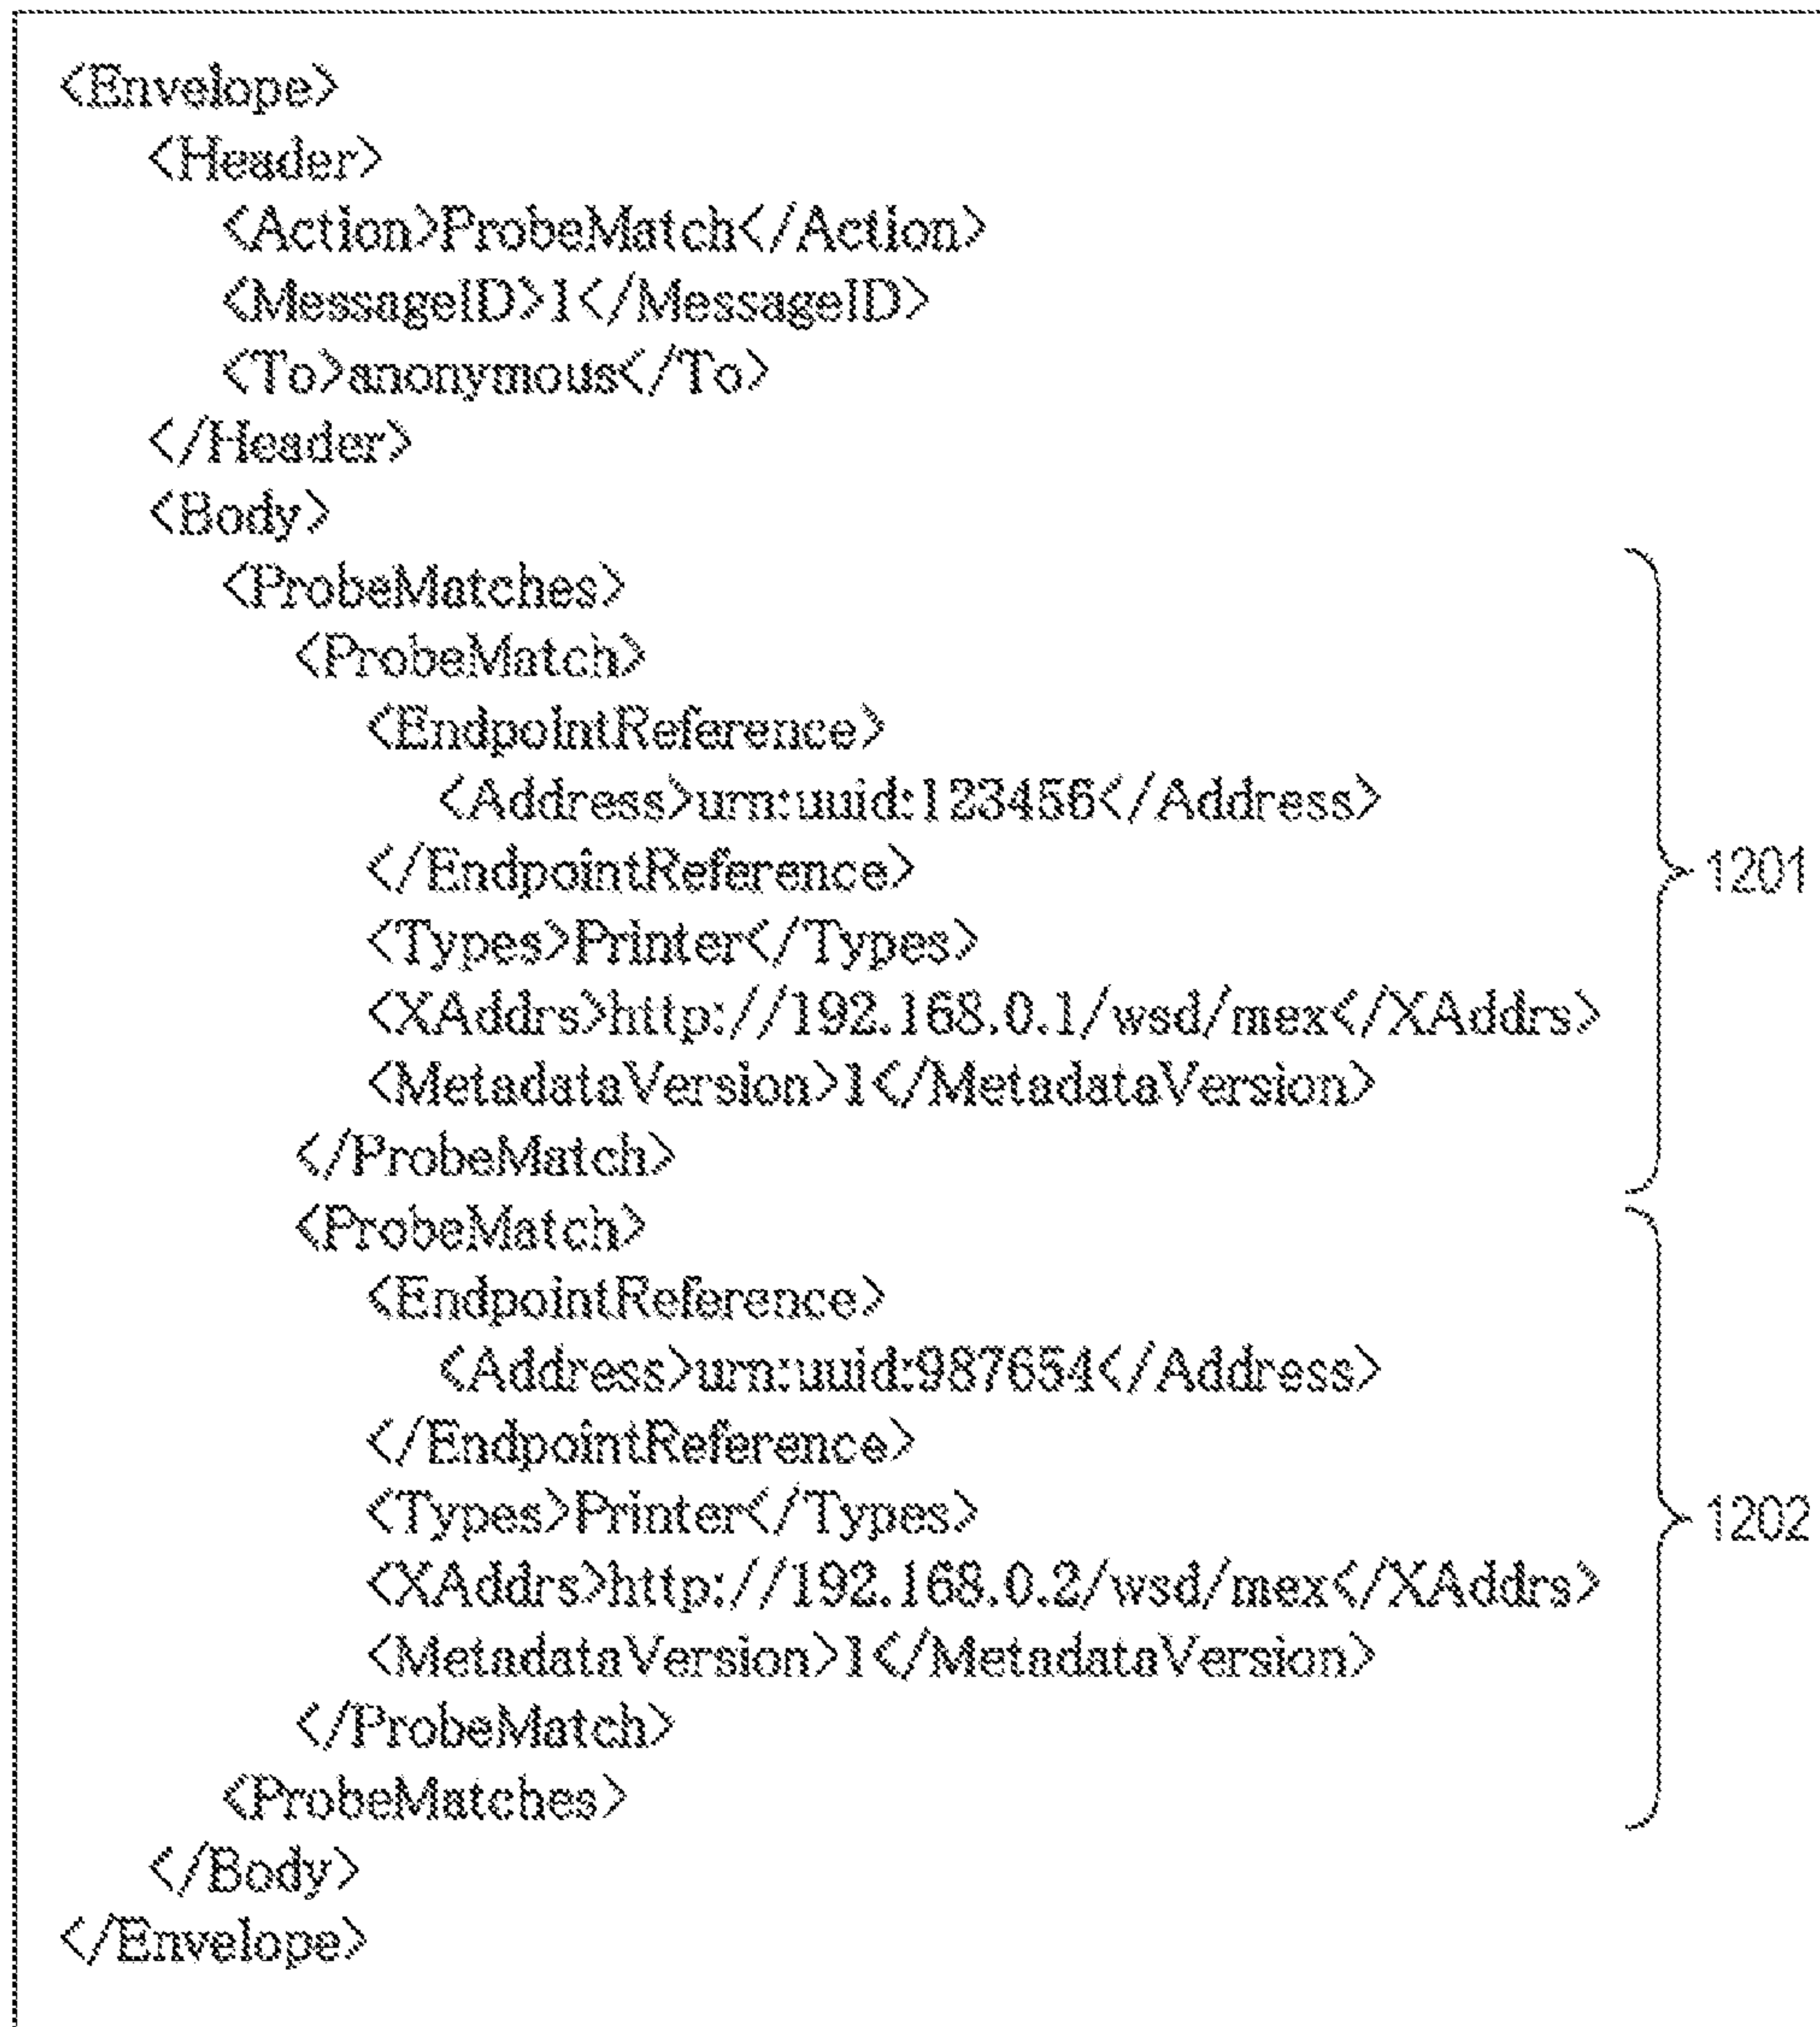 <Envelope>
<Header>
<Action>ProbeMatch</Action>
<MessageID>1</MessageID>
<To>anonymous</To>
</Header>
<Body>
<ProbeMatches>
<ProbeMatch>
<EndpointReference>
<Address>urn:uuid:123456</Address>
</EndpointReference>
<Types>Printer</Types>
<XAddrs>http://192.168.0.1/wsd/mex</XAddrs>
<MetadataVersion>1</MetadataVersion>
</ProbeMatch>
1201
<ProbeMatch>
<EndpointReference>
<Address>urn:uuid:987654</Address>
</EndpointReference>
<Types>Printer</Types>
<XAddrs>http://192.168.0.2/wsd/mex</XAddrs>
<MetadataVersion>1</MetadataVersion>
</ProbeMatch>
<ProbeMatches>
1202
</Body>
</Envelope>